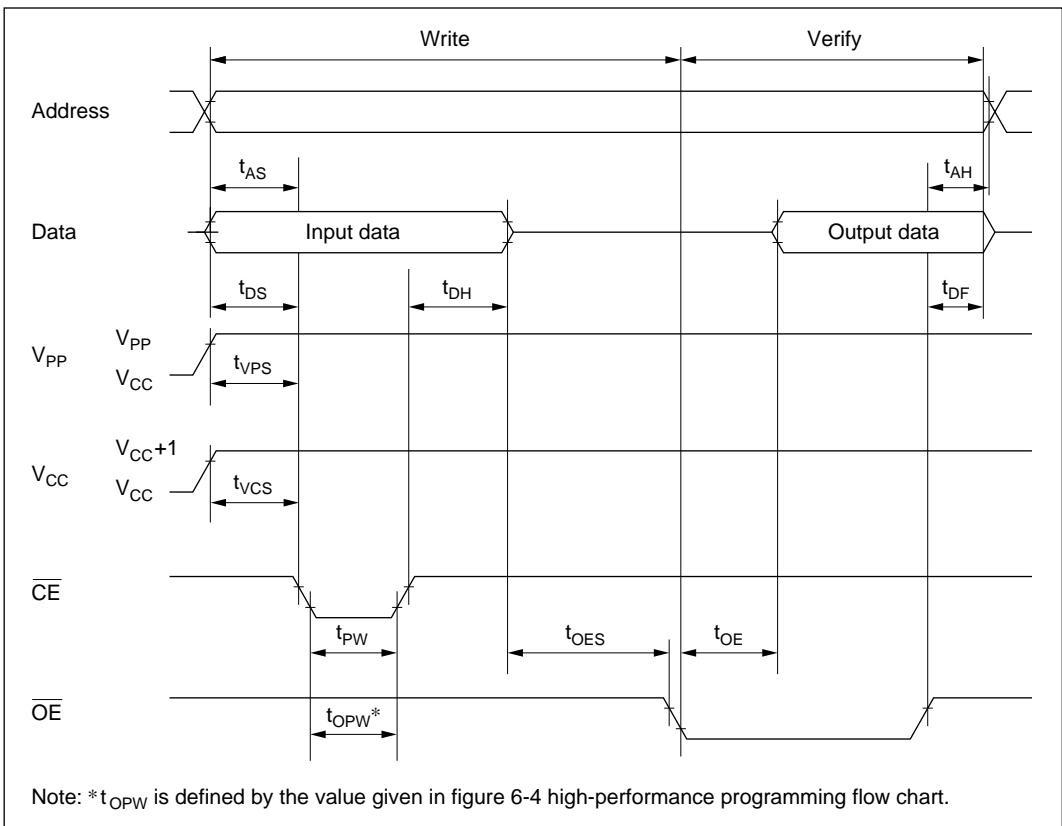 Write Verify
Address
tAS tAH
Data Input data Output data
tDS tDH tDF
VPP VPP
VCC
tVPS
VCC VCC+1
VCC
tVCS
CE
tPW tOES tOE
OE
tOPW*
Note: *tOPW is defined by the value given in figure 6-4 high-performance programming flow chart.